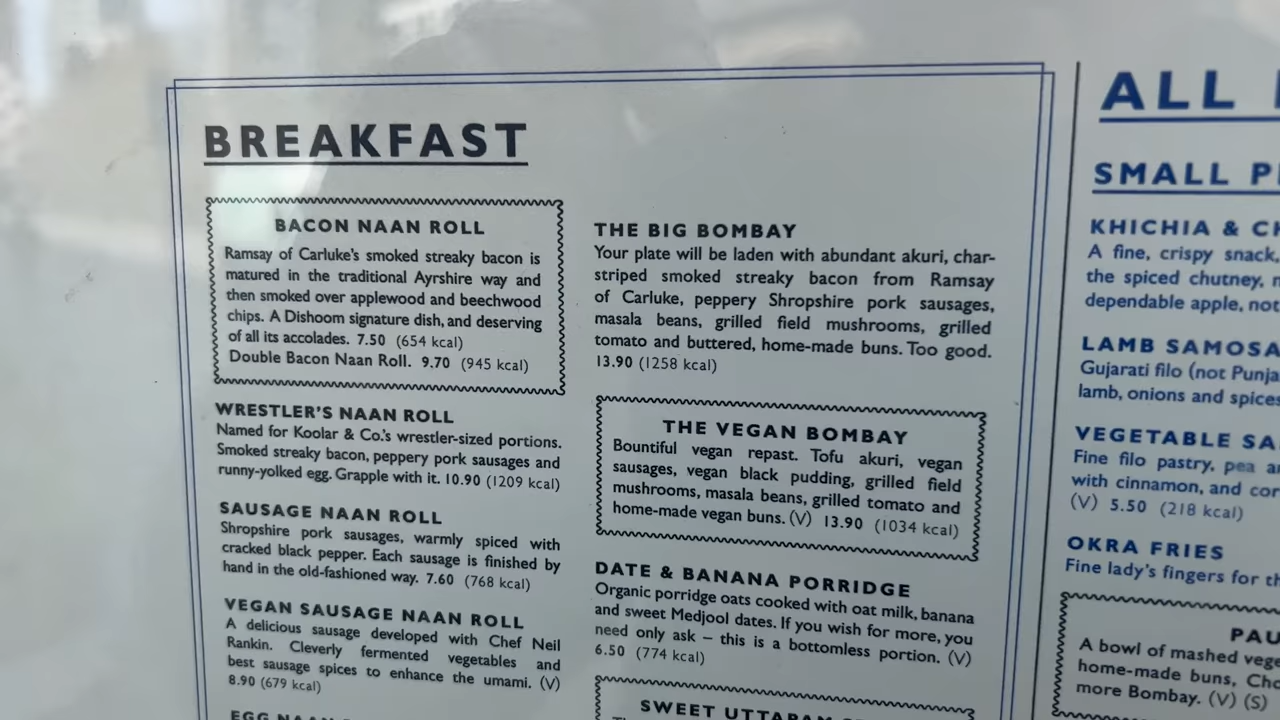 BREAKFAST
BACON NAAN ROLL
Ramsay of Carluke's smoked streaky bacon is
matured in the traditional Ayrshire way and
then smoked over applewood and beechwood
chips. A Dishoom signature dish, and deserving
of all its accolades. 7.50 (654 kcal)
Double Bacon Naan Roll. 9.70 (945 kcal)
WRESTLER'S NAAN ROLL
Named for Koolar & Co.'s wrestler-sized portions.
Smoked streaky bacon, peppery pork sausages and
runny-yolked egg. Grapple with it. 10.90 (1209 kcal)
SAUSAGE NAAN ROLL
Shropshire pork sausages, warmly spiced with
cracked black pepper. Each sausage is finished by
hand in the old-fashioned way. 7.60 (768 kcal)
VEGAN SAUSAGE NAAN ROLL
A delicious sausage developed with Chef Neil
Rankin. Cleverly fermented vegetables and
best sausage spices to enhance the umami. (V)
8.90 (679 kcal)
EGG NAAN
THE BIG BOMBAY
Your plate will be laden with abundant akuri, char-
striped smoked streaky bacon from Ramsay
of Carluke, peppery Shropshire pork sausages,
masala beans, grilled field mushrooms, grilled
tomato and buttered, home-made buns. Too good.
13.90 (1258 kcal)
THE VEGAN BOMBAY
Bountiful vegan repast. Tofu akuri, vegan
sausages, vegan black pudding, grilled field
mushrooms, masala beans, grilled tomato and
home-made vegan buns. (V) 13.90 (1034 kcal)
DATE & BANANA PORRIDGE
Organic porridge oats cooked with oat milk, banana
and sweet Medjool dates. If you wish for more, you
need only ask – this is a bottomless portion. (V)
6.50 (774 kcal)
SWEET UTTAPAM
ALL
SMALL
KHICHIA &
A fine, crispy snack,
the spiced chutney,
dependable apple, not
LAMB SAMOSA
Gujarati filo (not
lamb, onions and spices
VEGETABLE
Fine filo pastry, pea
with cinnamon, and
(V) 5.50 (218 kcal)
OKRA FRIES
Fine lady's fingers for
A bowl of mashed
home-made buns,
more Bombay. (V) (S)